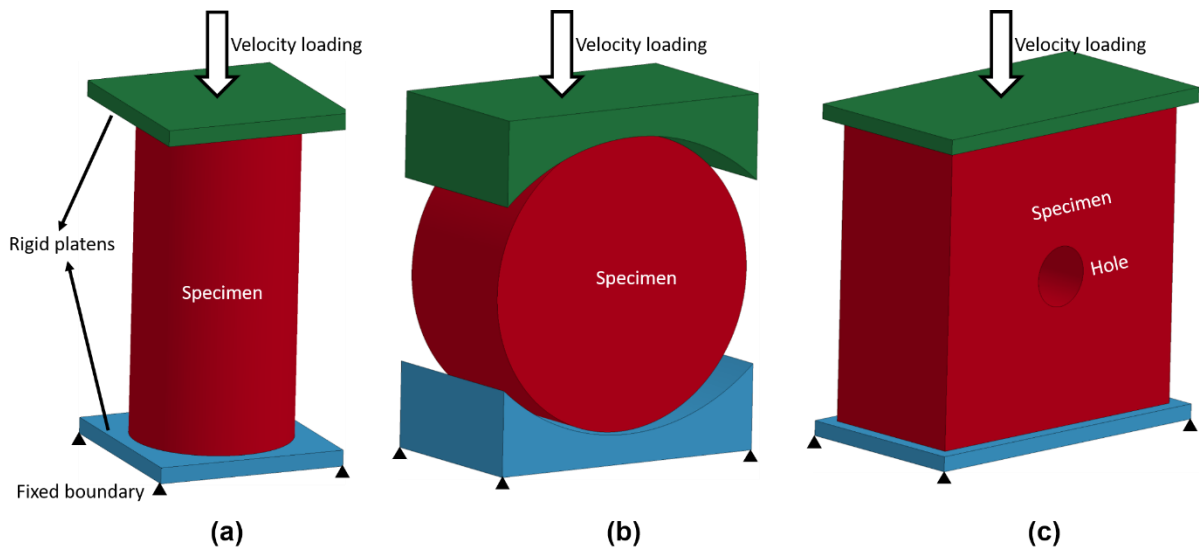 Velocity loading
Velocity loading
Velocity loading
Rigid platens
Specimen
Specimen
Specimen
Hole
Fixed boundary
(a)
(b)
(c)